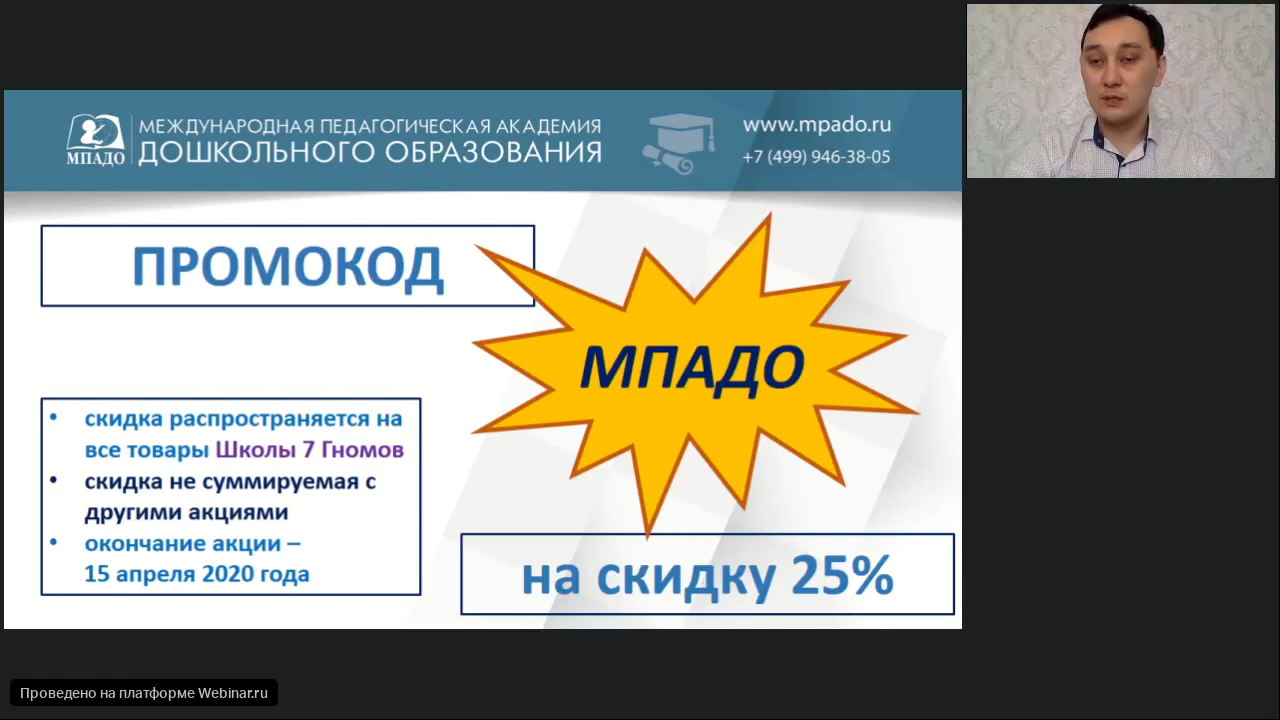 МПАДО
МЕЖДУНАРОДНАЯ ПЕДАГОГИЧЕСКАЯ АКАДЕМИЯ
ДОШКОЛЬНОГО ОБРАЗОВАНИЯ
www.mpado.ru
+7 (499) 946-38-05
ПРОМОКОД
МПАДО
• скидка распространяется на
все товары Школы 7 Гномов
• скидка не суммируемая с
другими акциями
• окончание акции –
15 апреля 2020 года
на скидку 25%
Проведено на платформе Webinar.ru